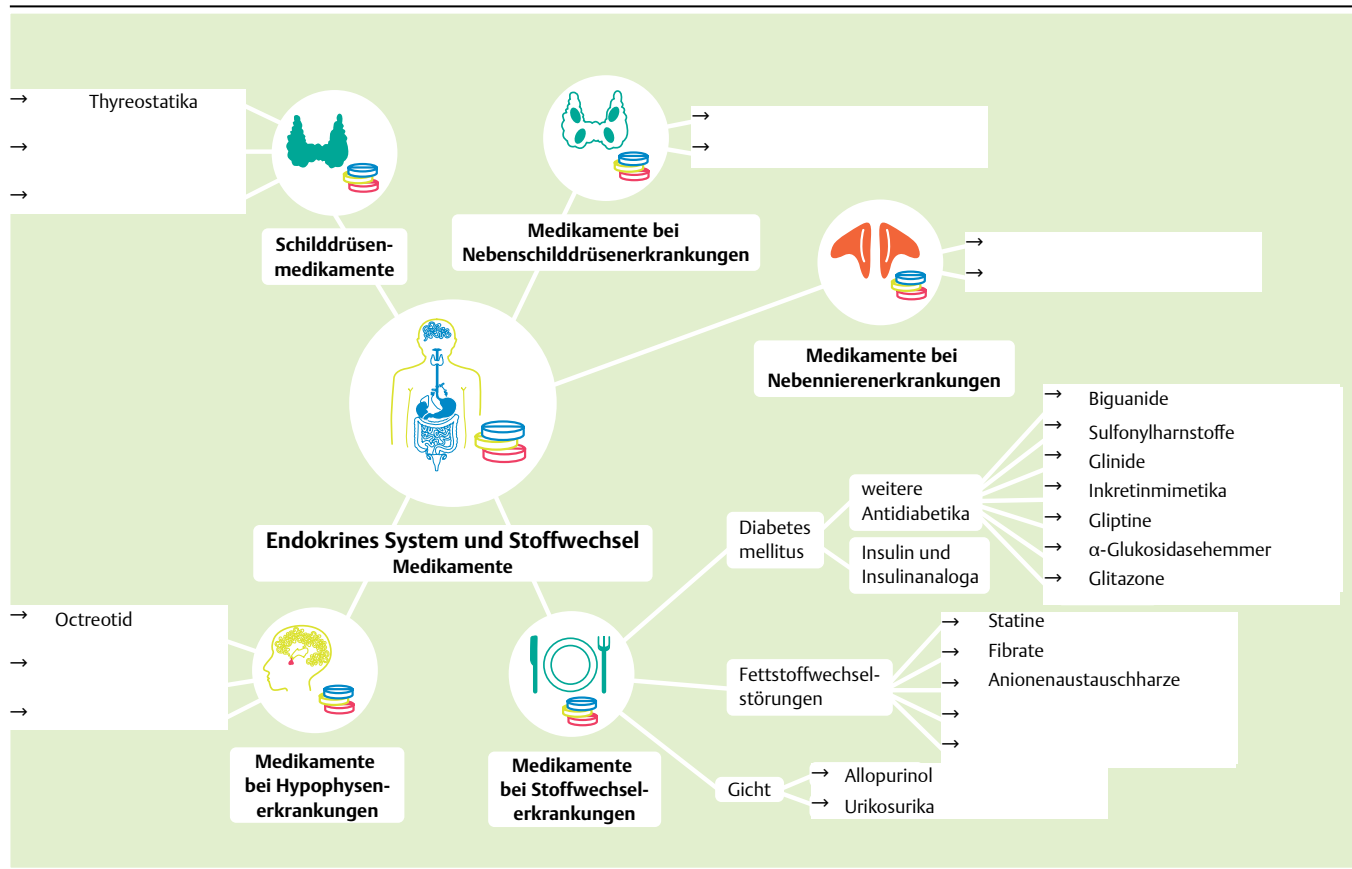 → Thyreostatika
→
→
Schilddrüsen-
medikamente
Medikamente bei
Nebenschilddrüsenerkrankungen
→
→
Medikamente bei
Nebennierenerkrankungen
→
→
Endokrines System und Stoffwechsel
Medikamente
→ Octreotid
→
→
Medikamente
bei Hypophysen-
erkrankungen
Medikamente
bei Stoffwechsel-
erkrankungen
Diabetes
mellitus
weitere
Antidiabetika
→ Biguanide
→ Sulfonylharnstoffe
→ Glinide
→ Inkretinmimetika
→ Gliptine
→ α-Glukosidasehemmer
→ Glitazone
Insulin und
Insulinanaloga
Fettstoffwechsel-
störungen
→ Statine
→ Fibrate
→ Anionenaustauschharze
→
→
Gicht
→ Allopurinol
→ Urikosurika